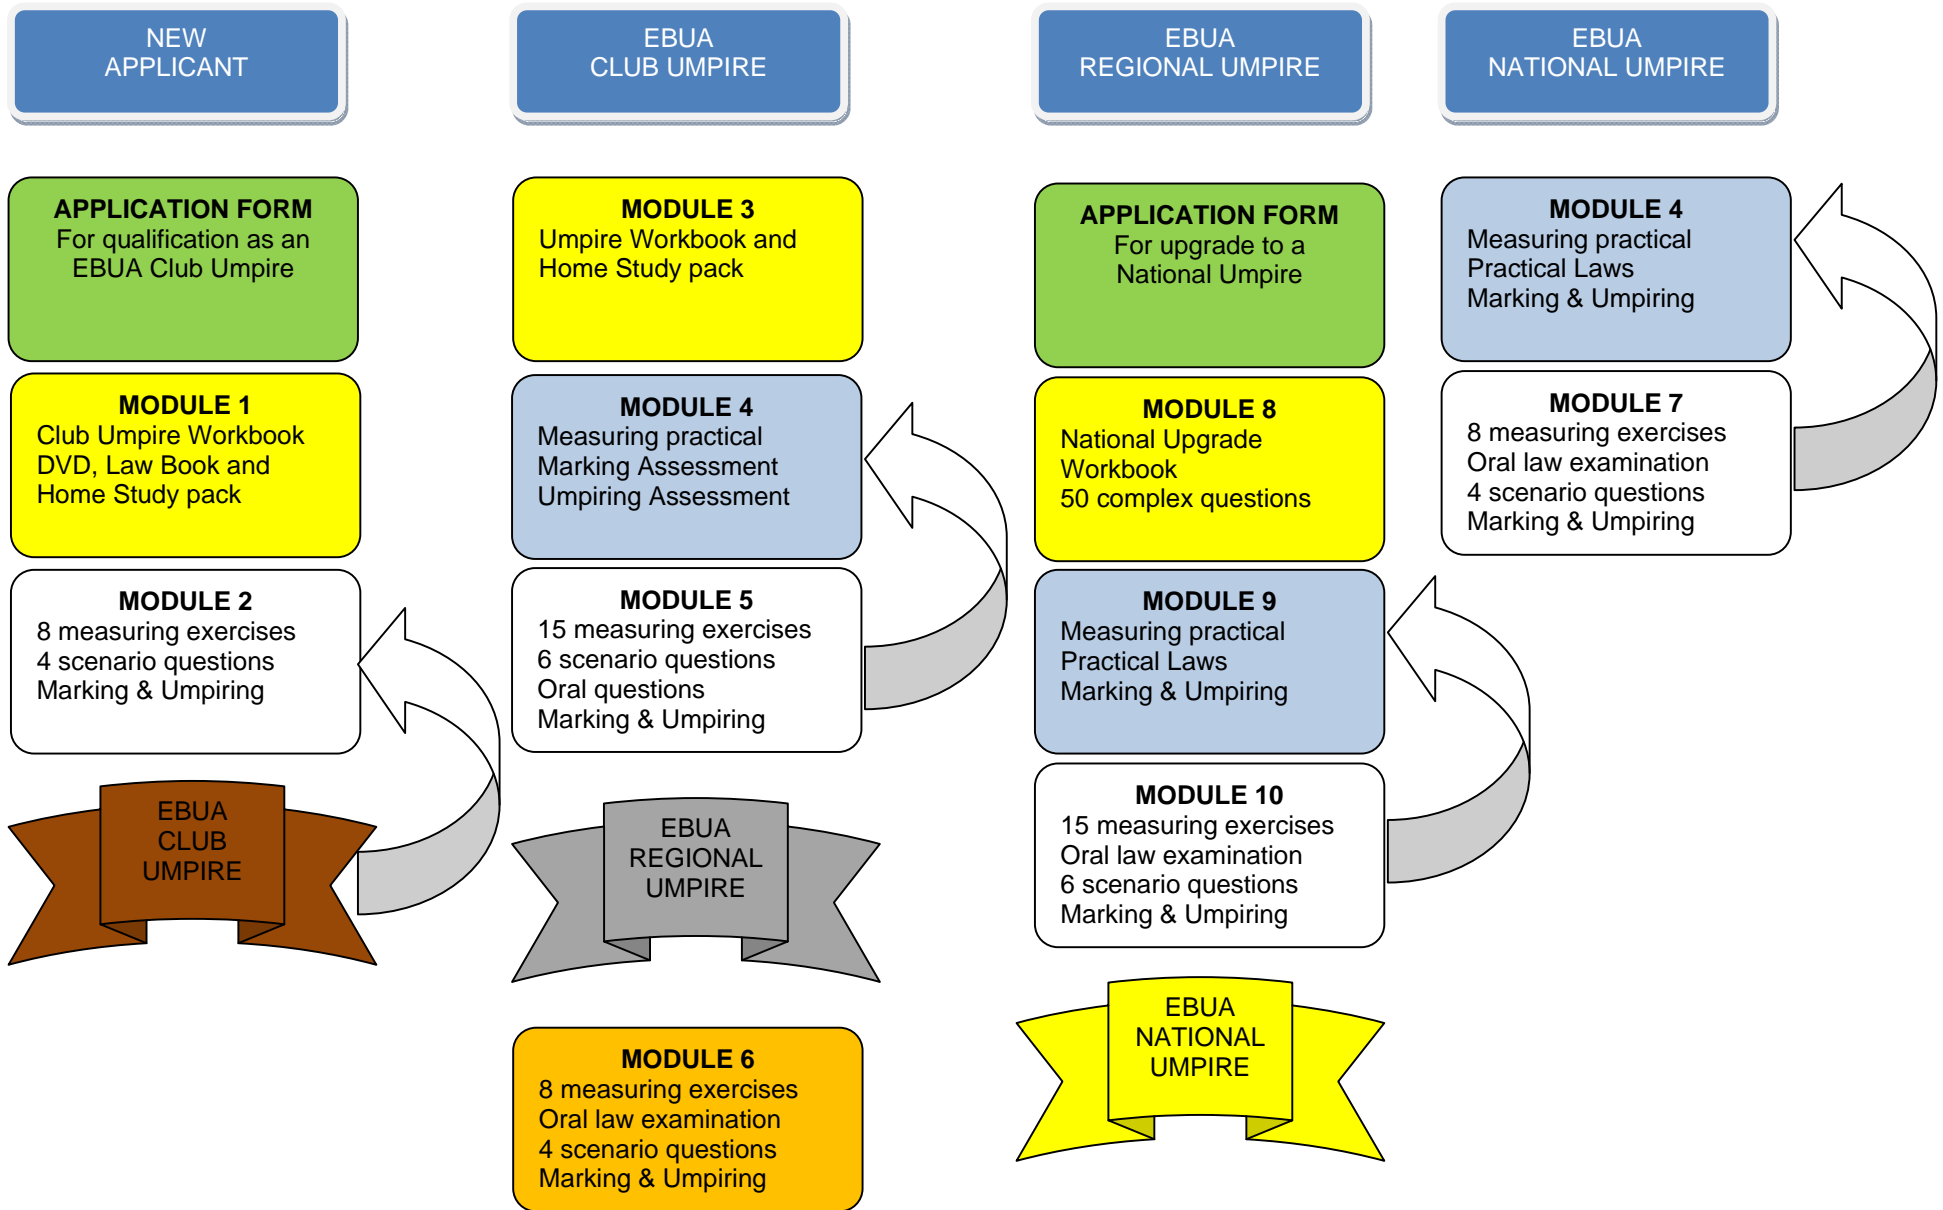 NEW
APPLICANT
APPLICATION FORM
For qualification as an
EBUA Club Umpire
MODULE 1
Club Umpire Workbook
DVD, Law Book and
Home Study pack
MODULE 2
8 measuring exercises
4 scenario questions
Marking & Umpiring
EBUA
CLUB
UMPIRE
EBUA
CLUB UMPIRE
MODULE 3
Umpire Workbook and
Home Study pack
MODULE 4
Measuring practical
Marking Assessment
Umpiring Assessment
MODULE 5
15 measuring exercises
6 scenario questions
Oral questions
Marking & Umpiring
EBUA
REGIONAL
UMPIRE
MODULE 6
8 measuring exercises
Oral law examination
4 scenario questions
Marking & Umpiring
EBUA
REGIONAL UMPIRE
APPLICATION FORM
For upgrade to a
National Umpire
MODULE 8
National Upgrade
Workbook
50 complex questions
MODULE 9
Measuring practical
Practical Laws
Marking & Umpiring
MODULE 10
15 measuring exercises
Oral law examination
6 scenario questions
Marking & Umpiring
EBUA
NATIONAL
UMPIRE
EBUA
NATIONAL UMPIRE
MODULE 4
Measuring practical
Practical Laws
Marking & Umpiring
MODULE 7
8 measuring exercises
Oral law examination
4 scenario questions
Marking & Umpiring